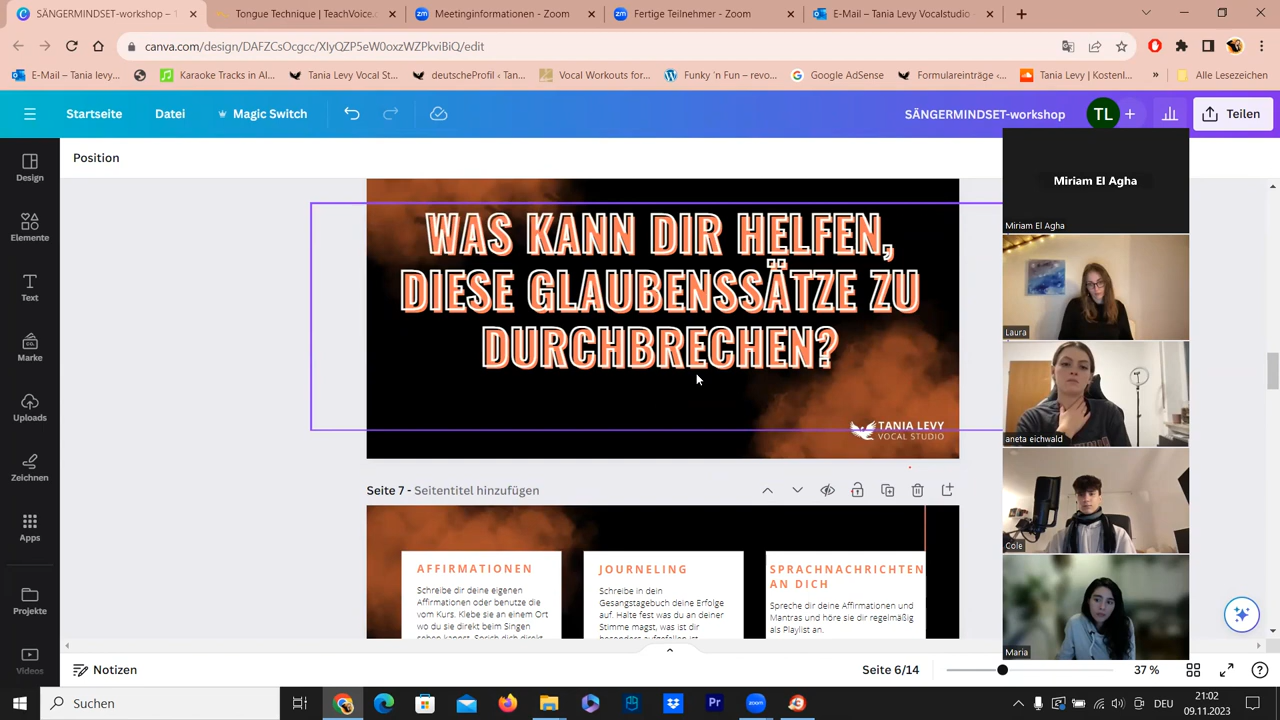 SÄNGERMINDSET-workshop –
Tongue Technique | TeachVoice.
Meetinginformationen - Zoom
Fertige Teilnehmer - Zoom
E-Mail – Tania Levy Vocalstudio –
canva.com/design/DAFZCsOcgcc/XlyQZP5eW0oxzWZPkviBiQ/edit
E-Mail – Tania levy...
Karaoke Tracks in Al...
Tania Levy Vocal St...
deutscheProfil ‹ Tan...
Vocal Workouts for...
Funky 'n Fun – revo...
Google AdSense
Formulareinträge ‹...
Tania Levy | Kostenl...
»
Alle Lesezeichen
Startseite
Datei
Magic Switch
SÄNGERMINDSET-workshop
TL
Teilen
Position
Design
Elemente
Text
Marke
Uploads
Zeichnen
Apps
Projekte
Videos
WAS KANN DIR HELFEN,
DIESE GLAUBENSSÄTZE ZU
DURCHBRECHEN?
TANIA LEVY
VOCAL STUDIO
Seite 7 - Seitentitel hinzufügen
AFFIRMATIONEN
Schreibe dir deine eigenen
Affirmationen oder benutze die
vom Kurs. Klebe sie an einem Ort
wo du sie direkt beim Singen
sehen kannst. Sprich dich direkt
JOURNELING
Schreibe in dein
Gesangstagebuch deine Erfolge
auf. Halte fest was du an deiner
Stimme magst, was ist dir
besonders aufgefallen ist
SPRACHNACHRICHTEN
AN DICH
Spreche dir deine Affirmationen und
Mantras und höre sie dir regelmäßig
als Playlist an.
Miriam El Agha
Miriam El Agha
Laura
aneta eichwald
Cole
Maria
Notizen
Seite 6/14
37 %
Suchen
DEU
21:02
09.11.2023